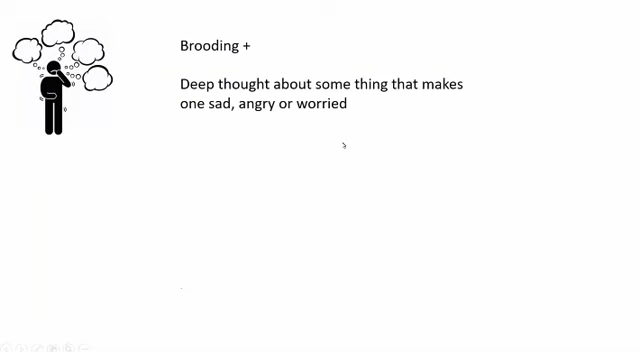 Brooding +
Deep thought about some thing that makes
one sad, angry or worried